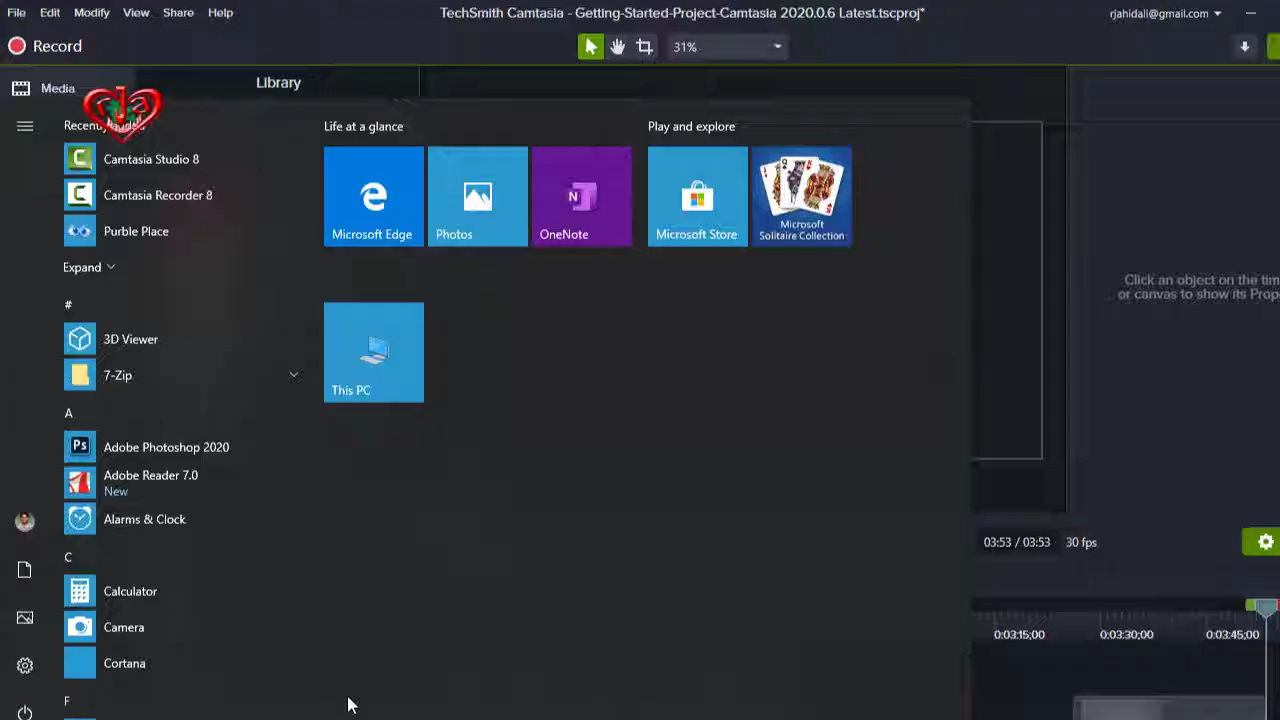 File Edit Modify View Share Help
TechSmith Camtasia - Getting-Started-Project-Camtasia 2020.0.6 Latest.tscproj*
rjahidali@gmail.com
Record
31%
Media
Library
rja
Recently added
Life at a glance
Play and explore
Camtasia Studio 8
Camtasia Recorder 8
Purble Place
Microsoft Edge
Photos
OneNote
Microsoft Store
Microsoft
Solitaire Collection
Expand
Click an object on the tim
or canvas to show its Prop
#
3D Viewer
7-Zip
This PC
A
Adobe Photoshop 2020
Adobe Reader 7.0
New
Alarms & Clock
03:53 / 03:53
30 fps
C
Calculator
Camera
Cortana
0:03:15;00
0:03:30;00
0:03:45;00
F